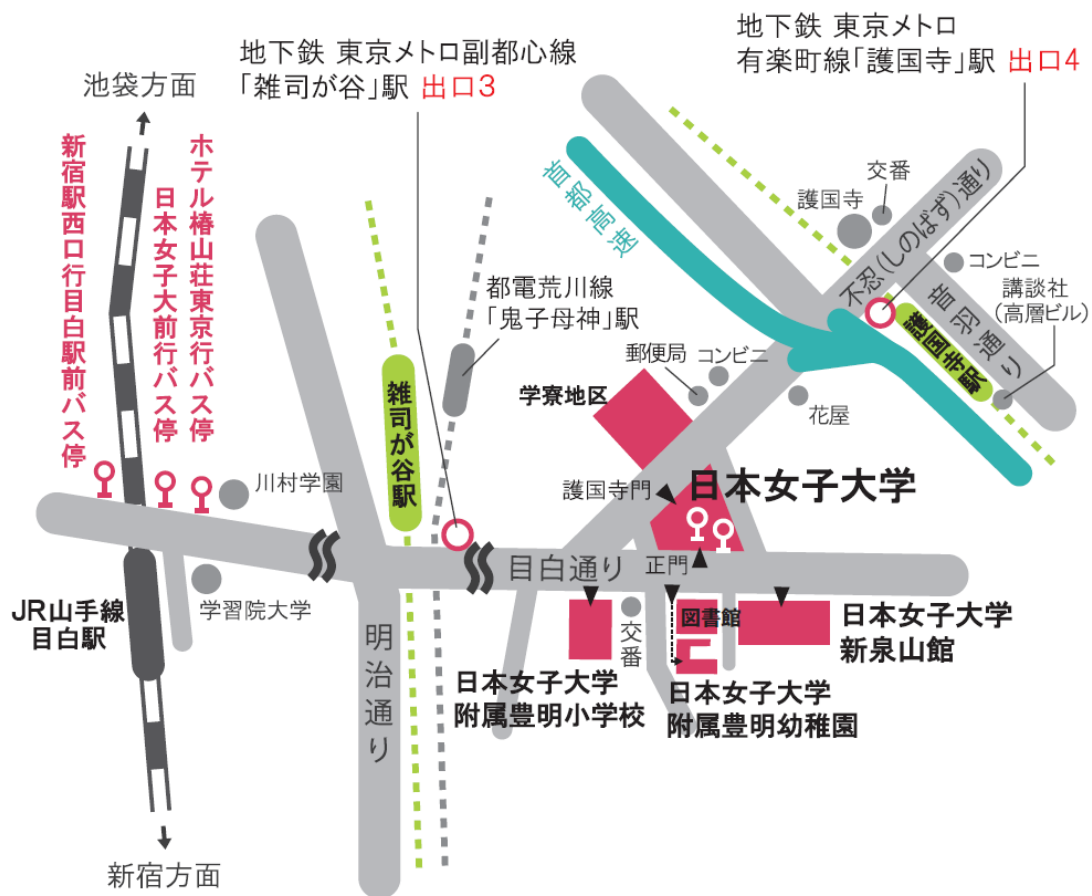 地下鉄 東京メトロ副都心線
「雑司が谷」駅 出口3
地下鉄 東京メトロ
有楽町線「護国寺」駅 出口4
池袋方面
新宿駅西口行目白駅前バス停
日本女子大前行バス停
ホテル椿山荘東京行バス停
首都高速
交番
護国寺
不忍(しのばず)通り
コンビニ
講談社
(高層ビル)
音羽通り
護国寺駅
都電荒川線
「鬼子母神」駅
郵便局
コンビニ
花屋
学寮地区
雑司が谷駅
川村学園
護国寺門
日本女子大学
目白通り
正門
学習院大学
JR山手線
目白駅
明治通り
交番
図書館
日本女子大学
新泉山館
日本女子大学
附属豊明小学校
日本女子大学
附属豊明幼稚園
新宿方面